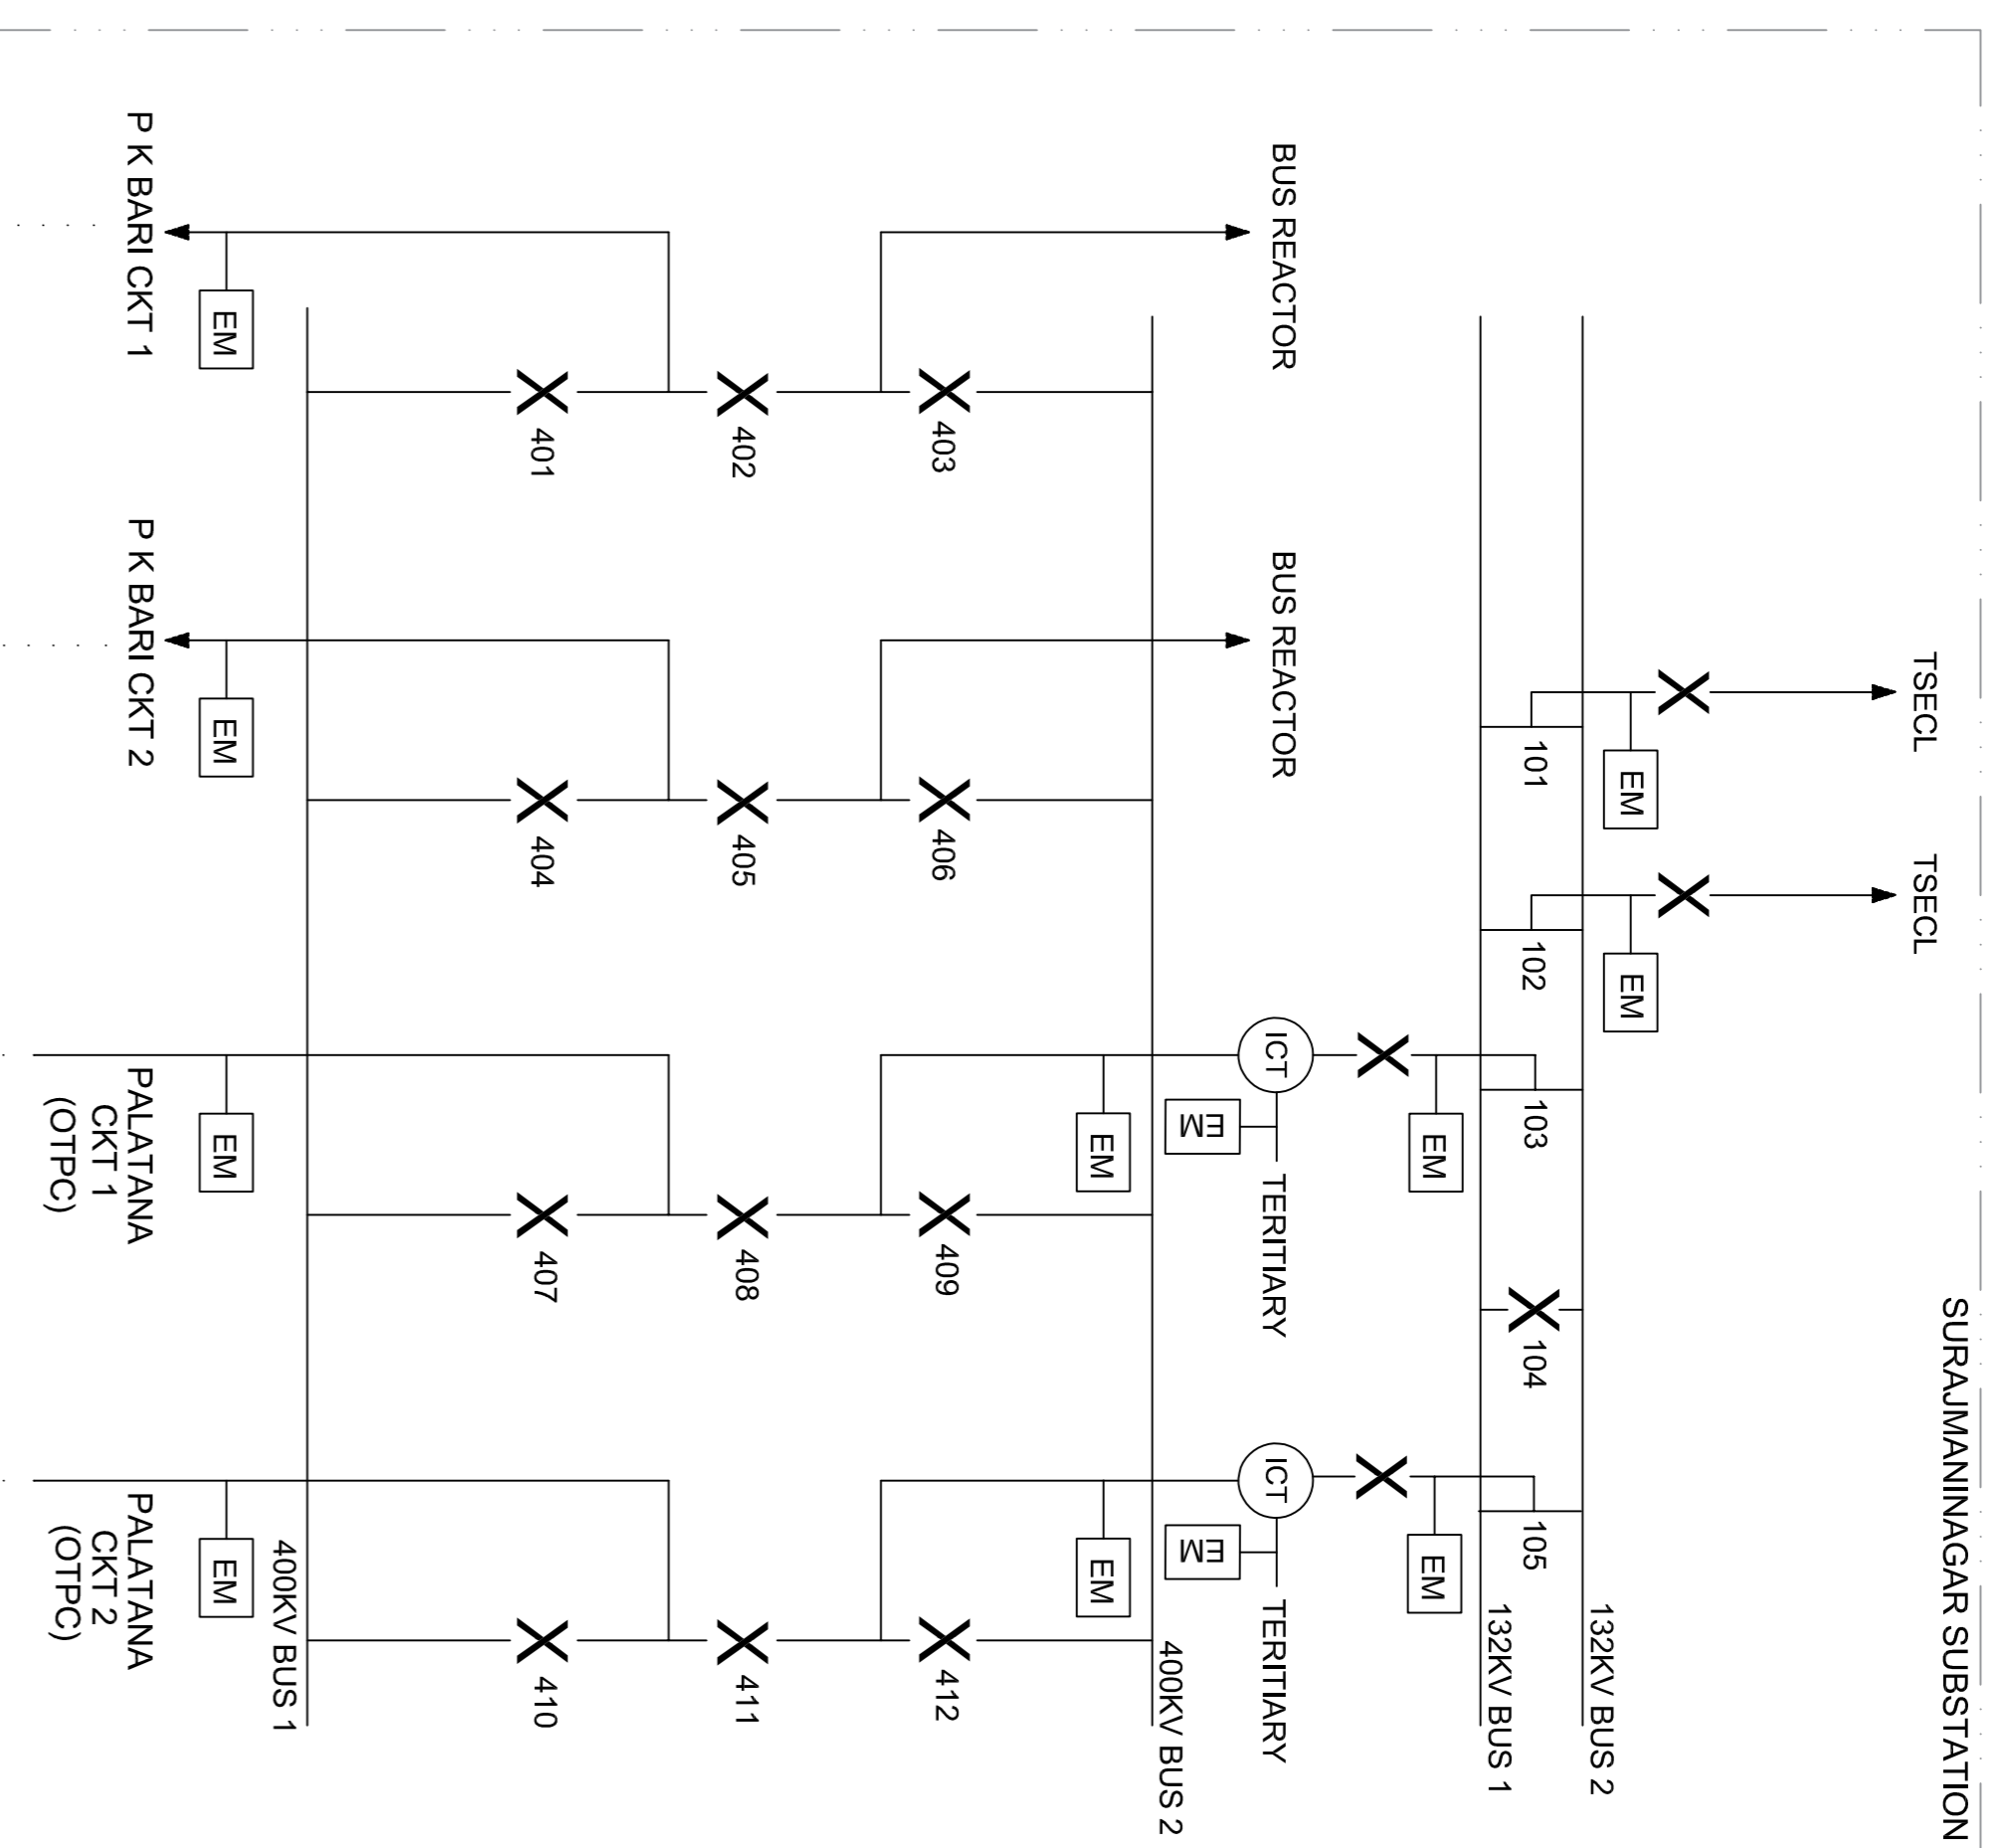 SURAJMANINAGAR SUBSTATION
TSECL
TSECL
EM
EM
132KV BUS 2
101
102
103
104
105
132KV BUS 1
EM
EM
BUS REACTOR
BUS REACTOR
ICT
TERITIARY
ICT
TERITIARY
EM
EM
400KV BUS 2
EM
EM
403
406
409
412
402
405
408
411
401
404
407
410
400KV BUS 1
EM
EM
EM
EM
P K BARI CKT 1
P K BARI CKT 2
PALATANA
CKT 1
(OTPC)
PALATANA
CKT 2
(OTPC)